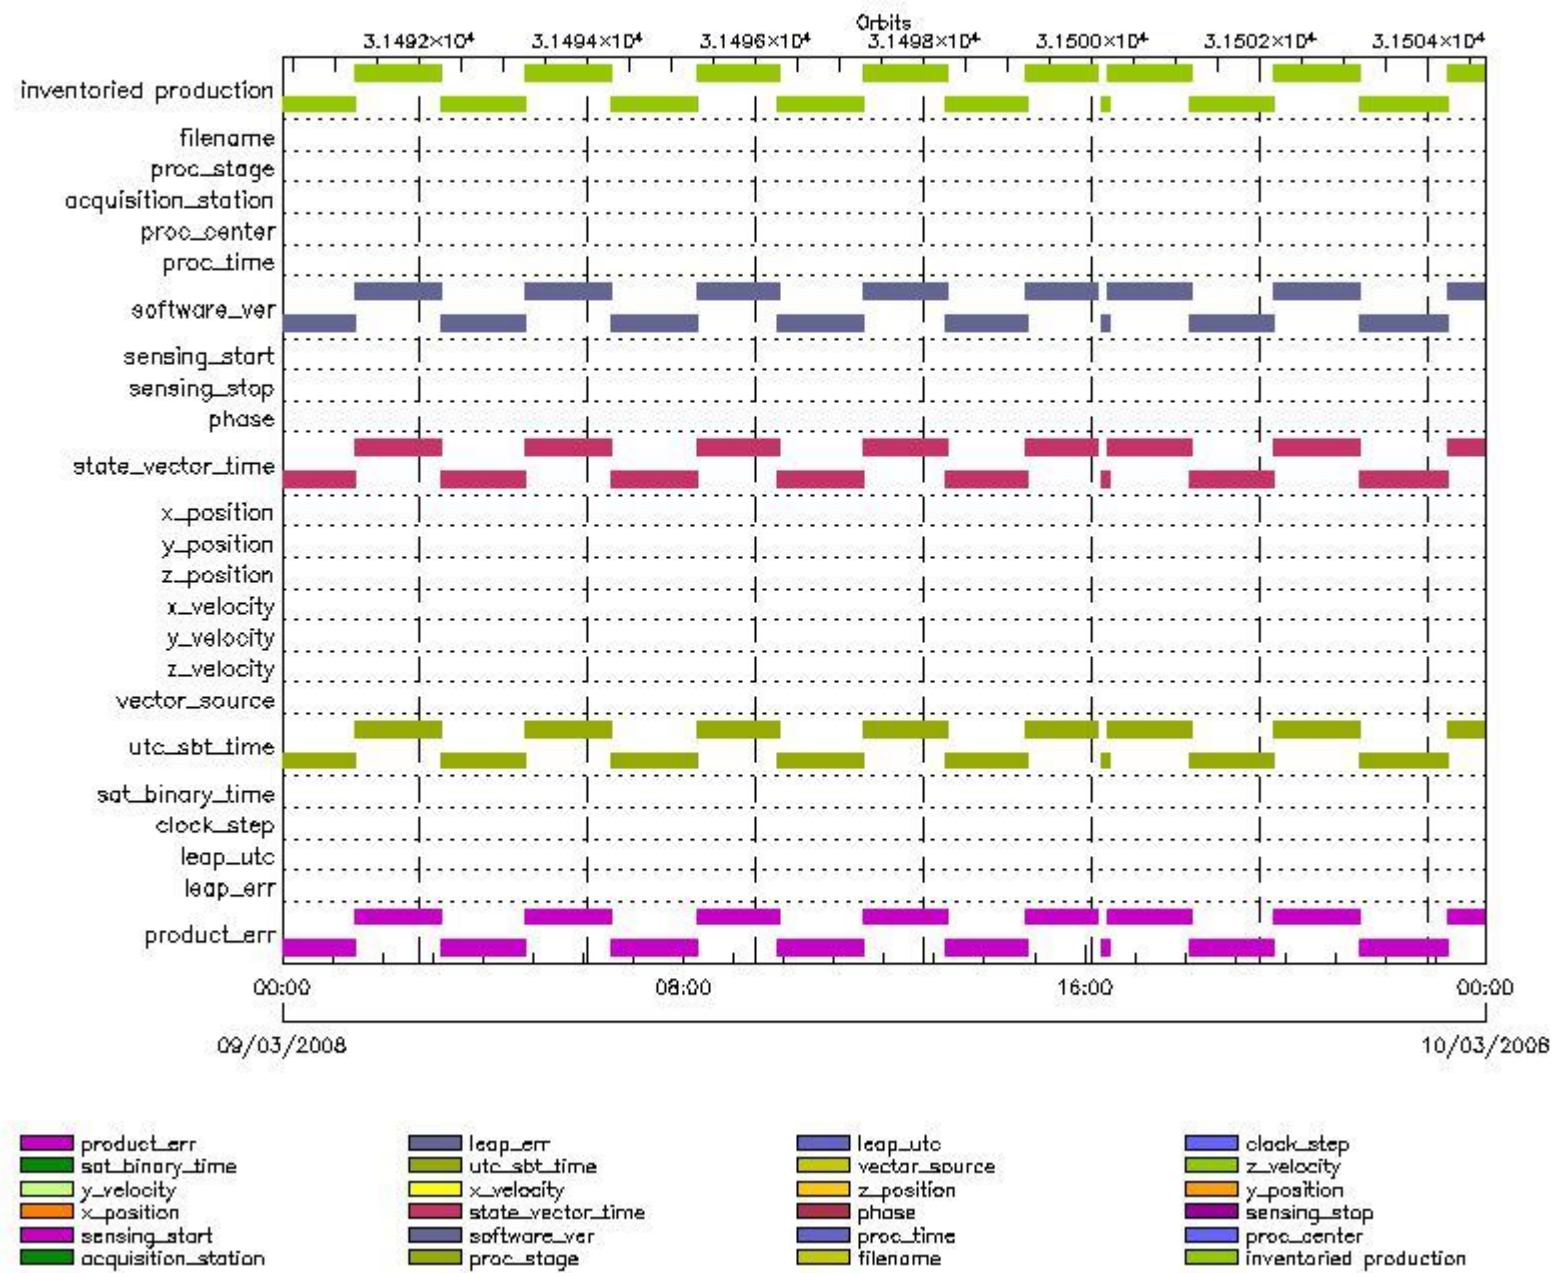 Orbits
3.1492×10⁴ 3.1494×10⁴ 3.1496×10⁴ 3.1498×10⁴ 3.1500×10⁴ 3.1502×10⁴ 3.1504×10⁴
inventoried production
filename
proc_stage
acquisition_station
proc_center
proc_time
software_ver
sensing_start
sensing_stop
phase
state_vector_time
x_position
y_position
z_position
x_velocity
y_velocity
z_velocity
vector_source
utc_sbt_time
sat_binary_time
clock_step
leap_utc
leap_err
product_err
00:00 08:00 16:00 00:00
09/03/2008 10/03/2008
product_err leap_err leap_utc clock_step
sat_binary_time utc_sbt_time vector_source z_velocity
y_velocity x_velocity z_position y_position
x_position state_vector_time phase sensing_stop
sensing_start software_ver proc_time proc_center
acquisition_station proc_stage filename inventoried production